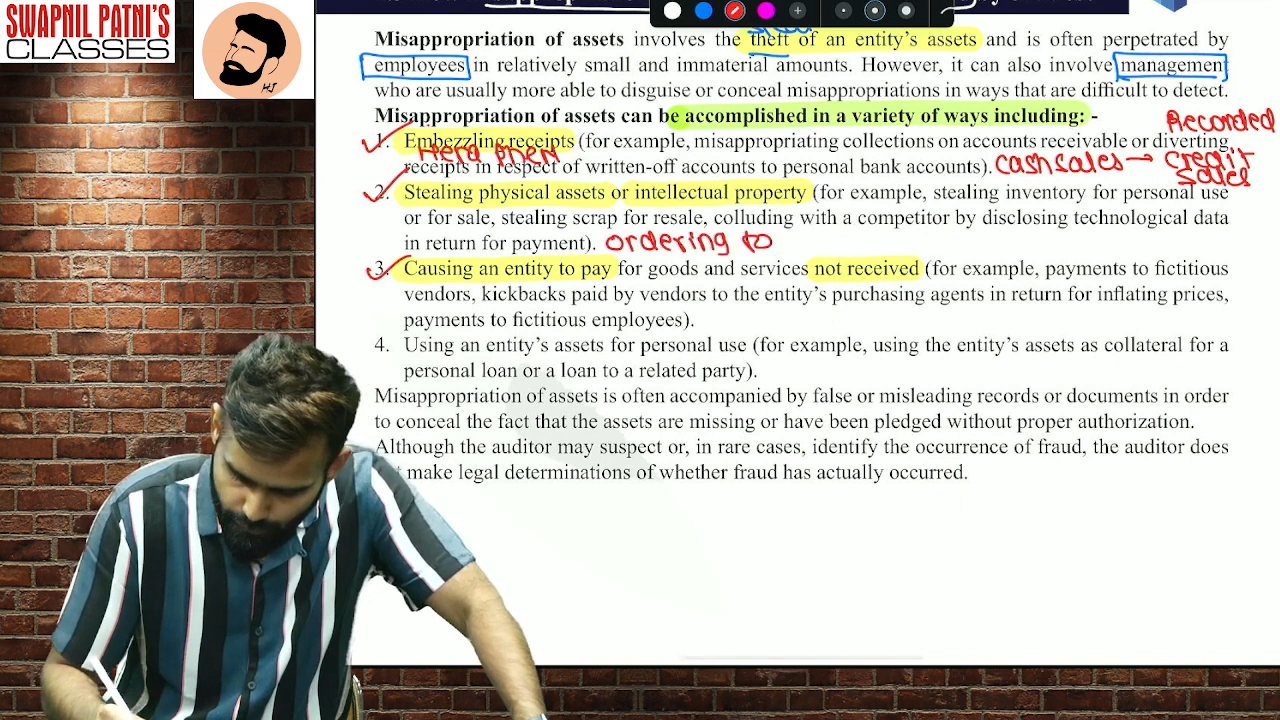 SWAPNIL PATNI'S
CLASSES
HJ
Misappropriation of assets involves the theft of an entity's assets and is often perpetrated by
employees in relatively small and immaterial amounts. However, it can also involve management
who are usually more able to disguise or conceal misappropriations in ways that are difficult to detect.
Misappropriation of assets can be accomplished in a variety of ways including: -
Recorded
1. Embezzling receipts (for example, misappropriating collections on accounts receivable or diverting
receipts in respect of written-off accounts to personal bank accounts). cash sales → credit
sales
2. Stealing physical assets or intellectual property (for example, stealing inventory for personal use
or for sale, stealing scrap for resale, colluding with a competitor by disclosing technological data
in return for payment). ordering to
3. Causing an entity to pay for goods and services not received (for example, payments to fictitious
vendors, kickbacks paid by vendors to the entity's purchasing agents in return for inflating prices,
payments to fictitious employees).
4. Using an entity's assets for personal use (for example, using the entity's assets as collateral for a
personal loan or a loan to a related party).
Misappropriation of assets is often accompanied by false or misleading records or documents in order
to conceal the fact that the assets are missing or have been pledged without proper authorization.
Although the auditor may suspect or, in rare cases, identify the occurrence of fraud, the auditor does
make legal determinations of whether fraud has actually occurred.